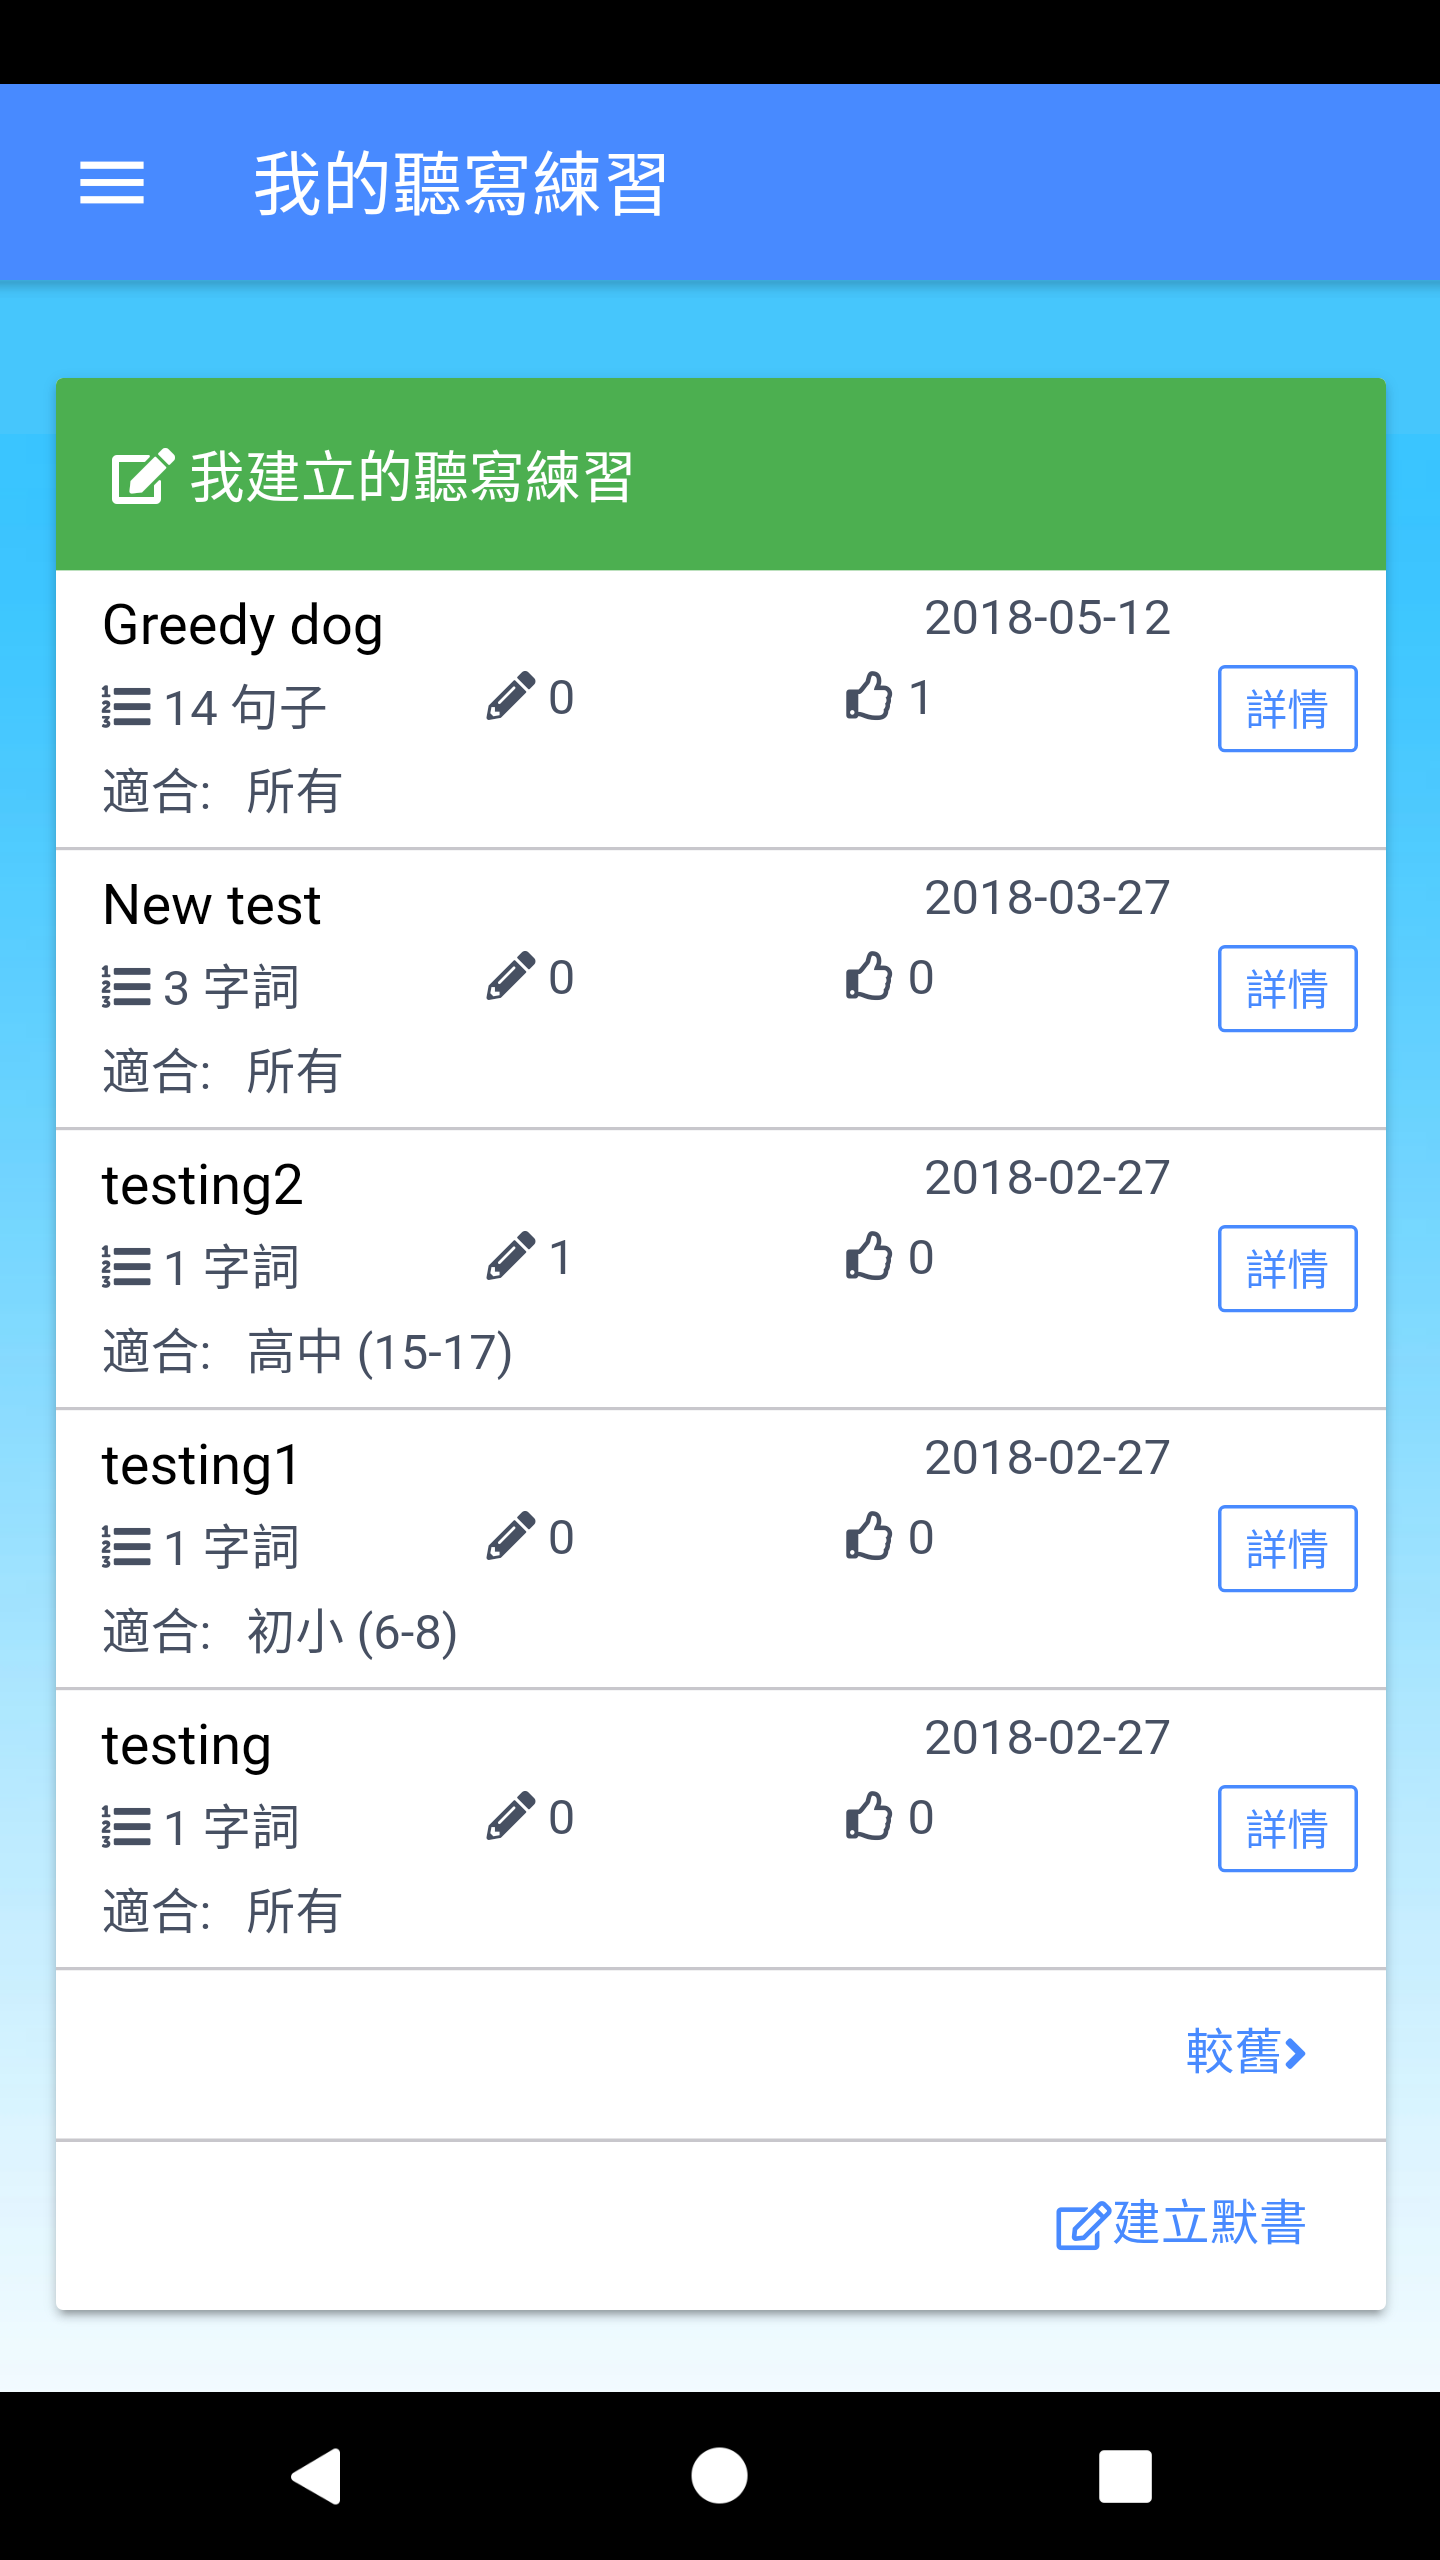 我的聽寫練習
我建立的聽寫練習
Greedy dog 2018-05-12
14 句子 0 1 詳情
適合: 所有
New test 2018-03-27
3 字詞 0 0 詳情
適合: 所有
testing2 2018-02-27
1 字詞 1 0 詳情
適合: 高中 (15-17)
testing1 2018-02-27
1 字詞 0 0 詳情
適合: 初小 (6-8)
testing 2018-02-27
1 字詞 0 0 詳情
適合: 所有
較舊
建立默書